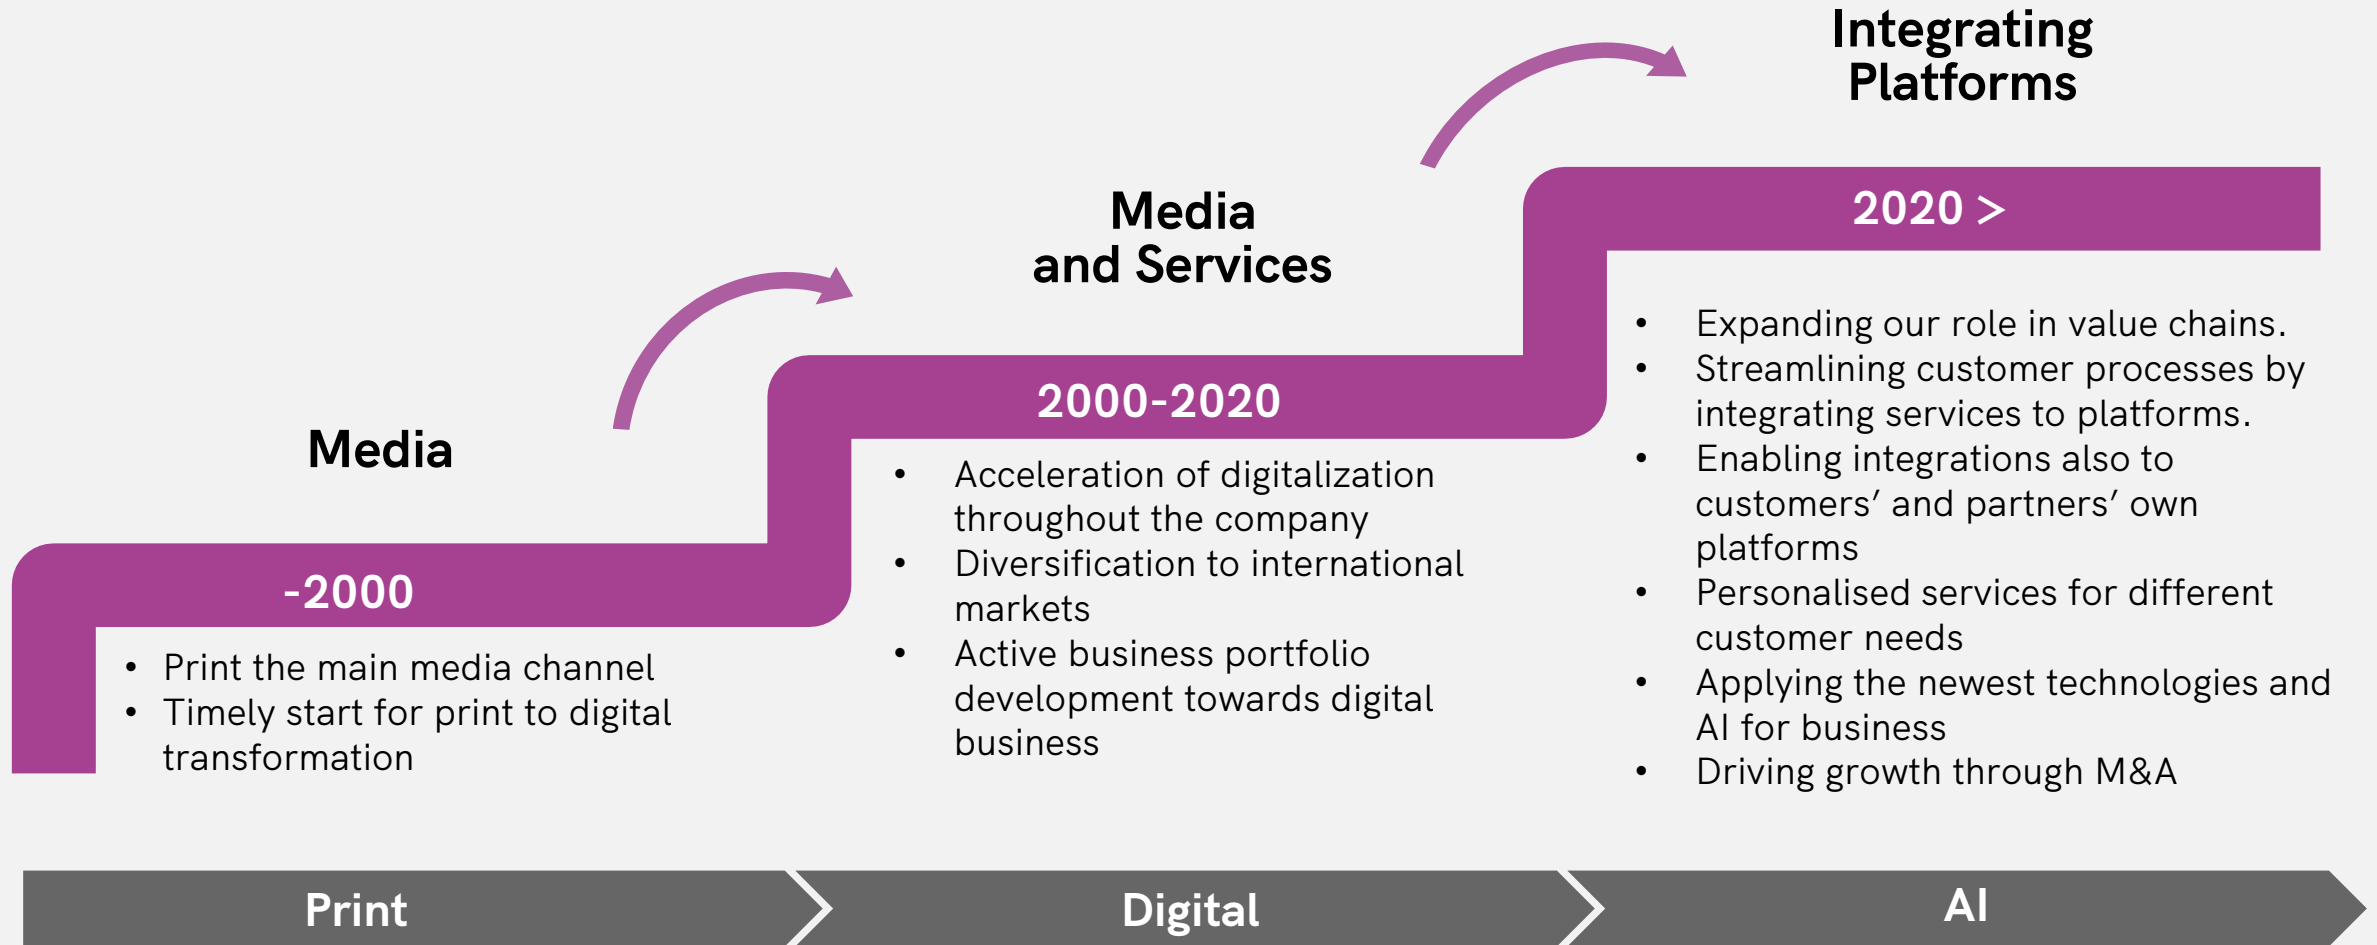 Media
-2000
• Print the main media channel
• Timely start for print to digital
transformation
Media
and Services
2000-2020
• Acceleration of digitalization
throughout the company
• Diversification to international
markets
• Active business portfolio
development towards digital
business
Integrating
Platforms
2020 >
• Expanding our role in value chains.
• Streamlining customer processes by
integrating services to platforms.
• Enabling integrations also to
customers’ and partners’ own
platforms
• Personalised services for different
customer needs
• Applying the newest technologies and
AI for business
• Driving growth through M&A
Print
Digital
AI